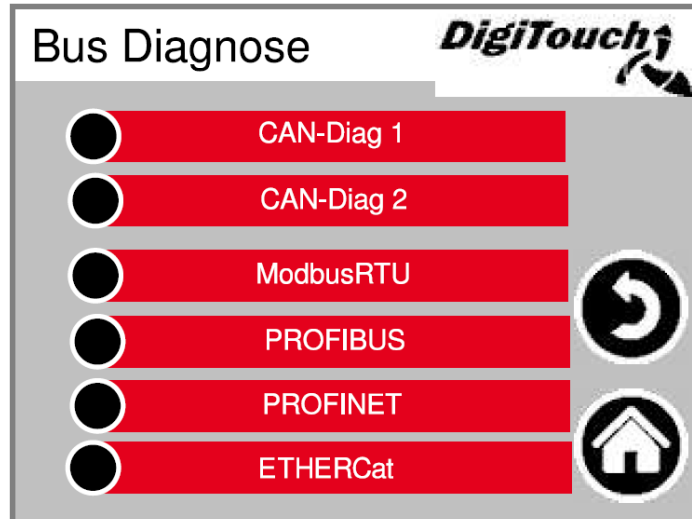 Bus Diagnose
DigiTouch
CAN-Diag 1
CAN-Diag 2
ModbusRTU
PROFIBUS
PROFINET
ETHERCat